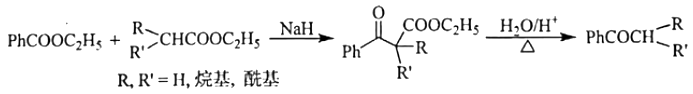 PhCOOC₂H₅ + R R' CHCOOC₂H₅ NaH Ph O COOC₂H₅ R R' H₂O/H⁺ △ PhCOCH R R'
R, R' = H, 烷基, 酰基